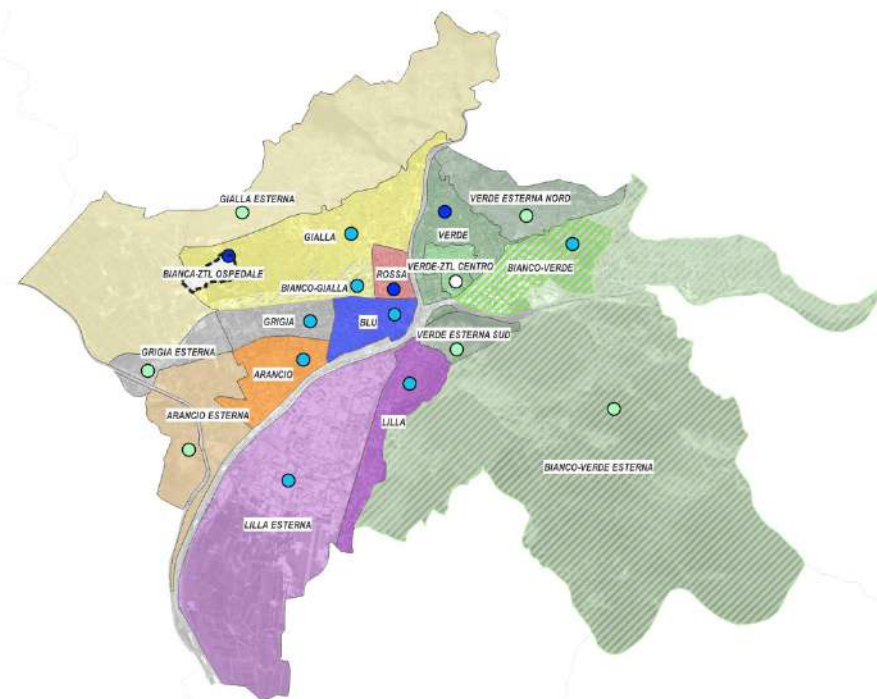 GIALLA ESTERNA
VERDE ESTERNA NORD
GIALLA
VERDE
VERDE-ZTL CENTRO
BIANCO-VERDE
BIANCA-ZTL OSPEDALE
ROSSA
BIANCO-GIALLA
GRIGIA
BLU
VERDE ESTERNA SUD
GRIGIA ESTERNA
ARANCIO
ARANCIO ESTERNA
LILLA
BIANCO-VERDE ESTERNA
LILLA ESTERNA